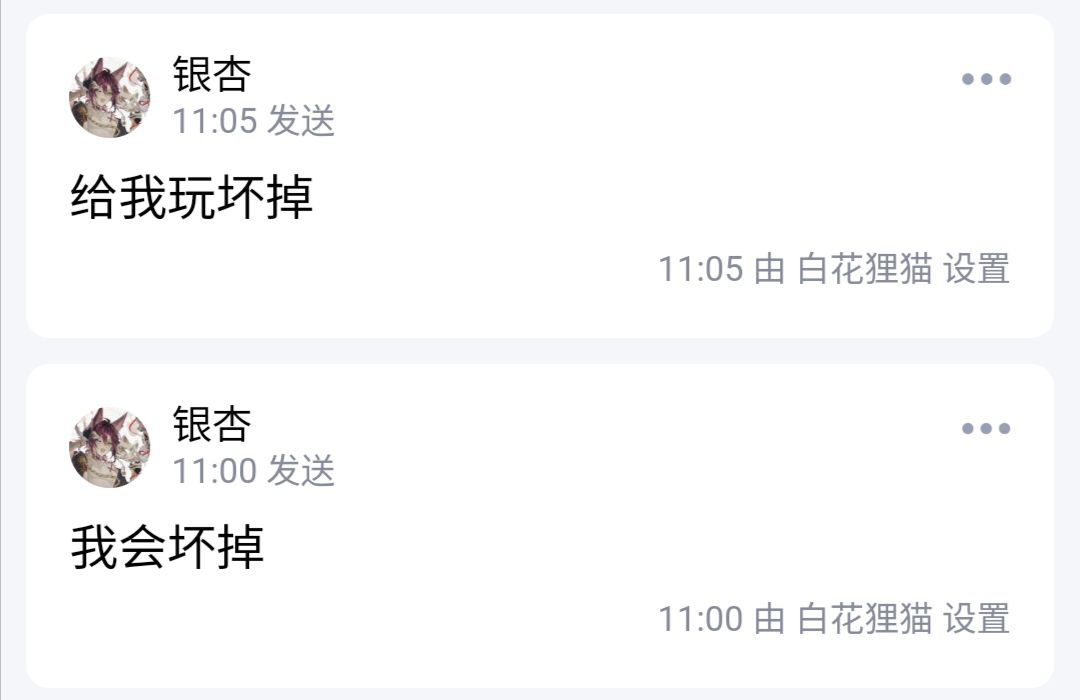 银杏
11:05 发送
给我玩坏掉
11:05 由 白花狸猫 设置
银杏
11:00 发送
我会坏掉
11:00 由 白花狸猫 设置